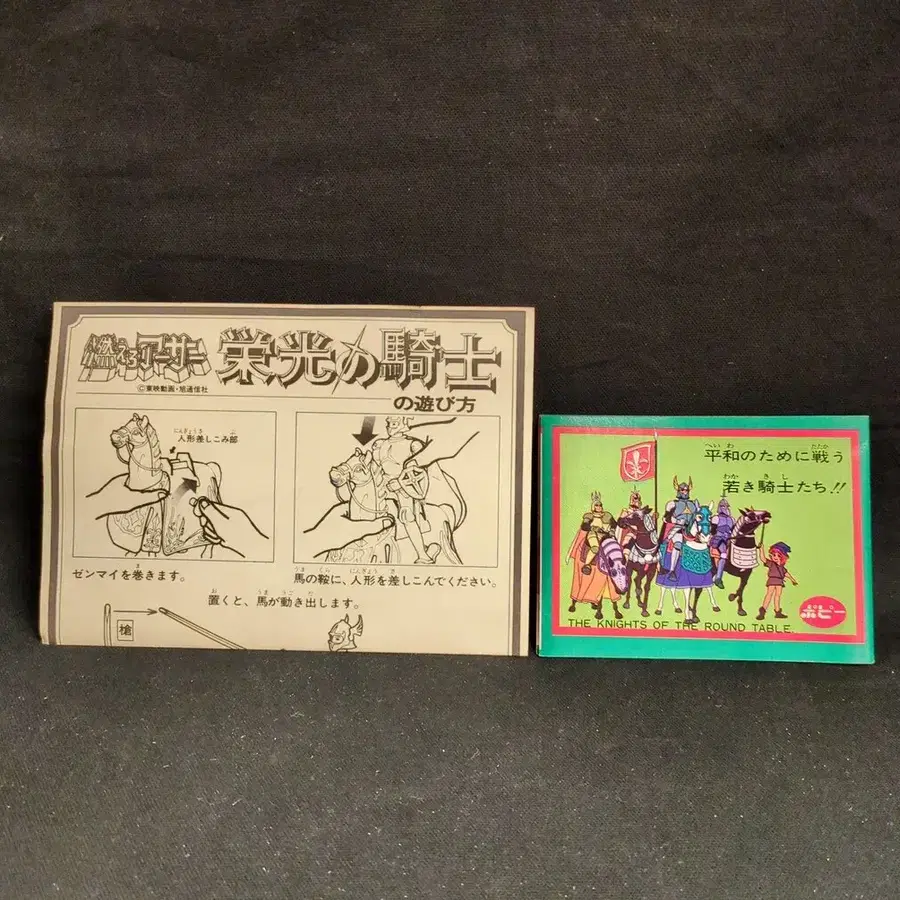 燃えろアーサー 栄光の騎士
©東映動画・旭通信社
の遊び方
にんぎょうさ ぶ
人形差しこみ部
ま
ゼンマイを巻きます。
うま くら にんぎょう さ
馬の鞍に、人形を差しこんでください。
お うま うご だ
置くと、馬が動き出します。
槍
へいわ たたか
平和のために戦う
わか きし
若き騎士たち!!
ポピー
THE KNIGHTS OF THE ROUND TABLE.